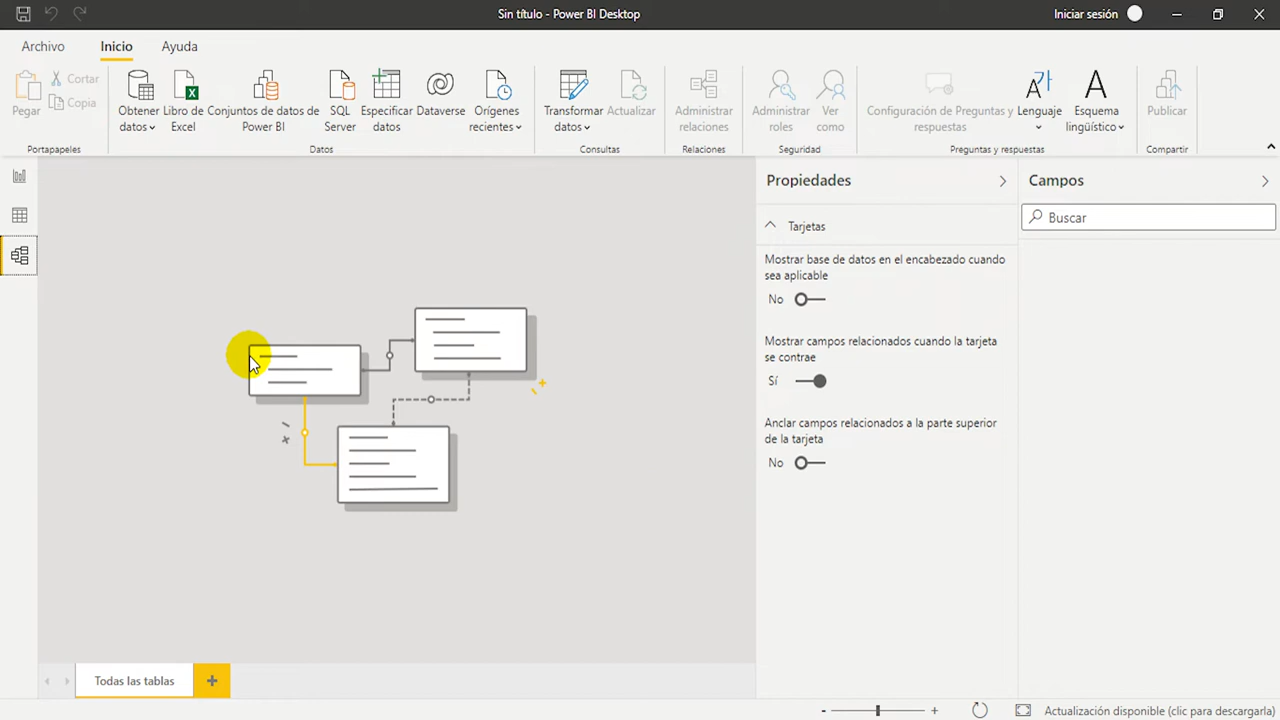 Sin título - Power BI Desktop
Iniciar sesión
Archivo
Inicio
Ayuda
Pegar
Cortar
Copia
Portapapeles
Obtener
datos
Libro de
Excel
Conjuntos de datos de
Power BI
SQL
Server
Especificar
datos
Dataverse
Orígenes
recientes
Datos
Transformar
datos
Actualizar
Consultas
Administrar
relaciones
Relaciones
Administrar
roles
Ver
como
Seguridad
Configuración de Preguntas y
respuestas
Lenguaje
Esquema
lingüístico
Preguntas y respuestas
Publicar
Compartir
Propiedades
Tarjetas
Mostrar base de datos en el encabezado cuando
sea aplicable
No
Mostrar campos relacionados cuando la tarjeta
se contrae
Sí
Anclar campos relacionados a la parte superior
de la tarjeta
No
Campos
Buscar
Todas las tablas
Actualización disponible (clic para descargarla)